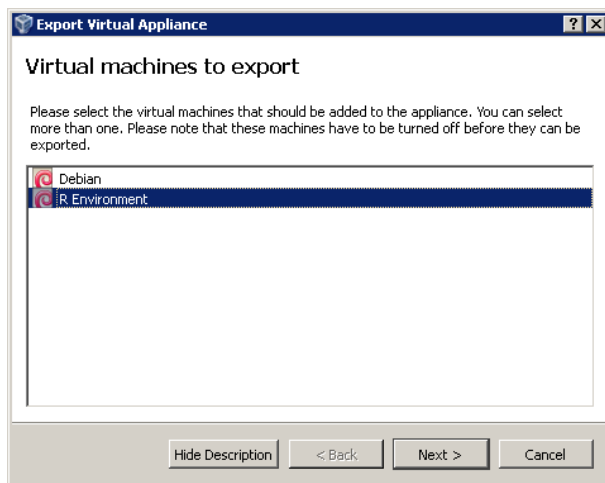 Export Virtual Appliance
Virtual machines to export
Please select the virtual machines that should be added to the appliance. You can select
more than one. Please note that these machines have to be turned off before they can be
exported.
Debian
R Environment
Hide Description
< Back
Next >
Cancel